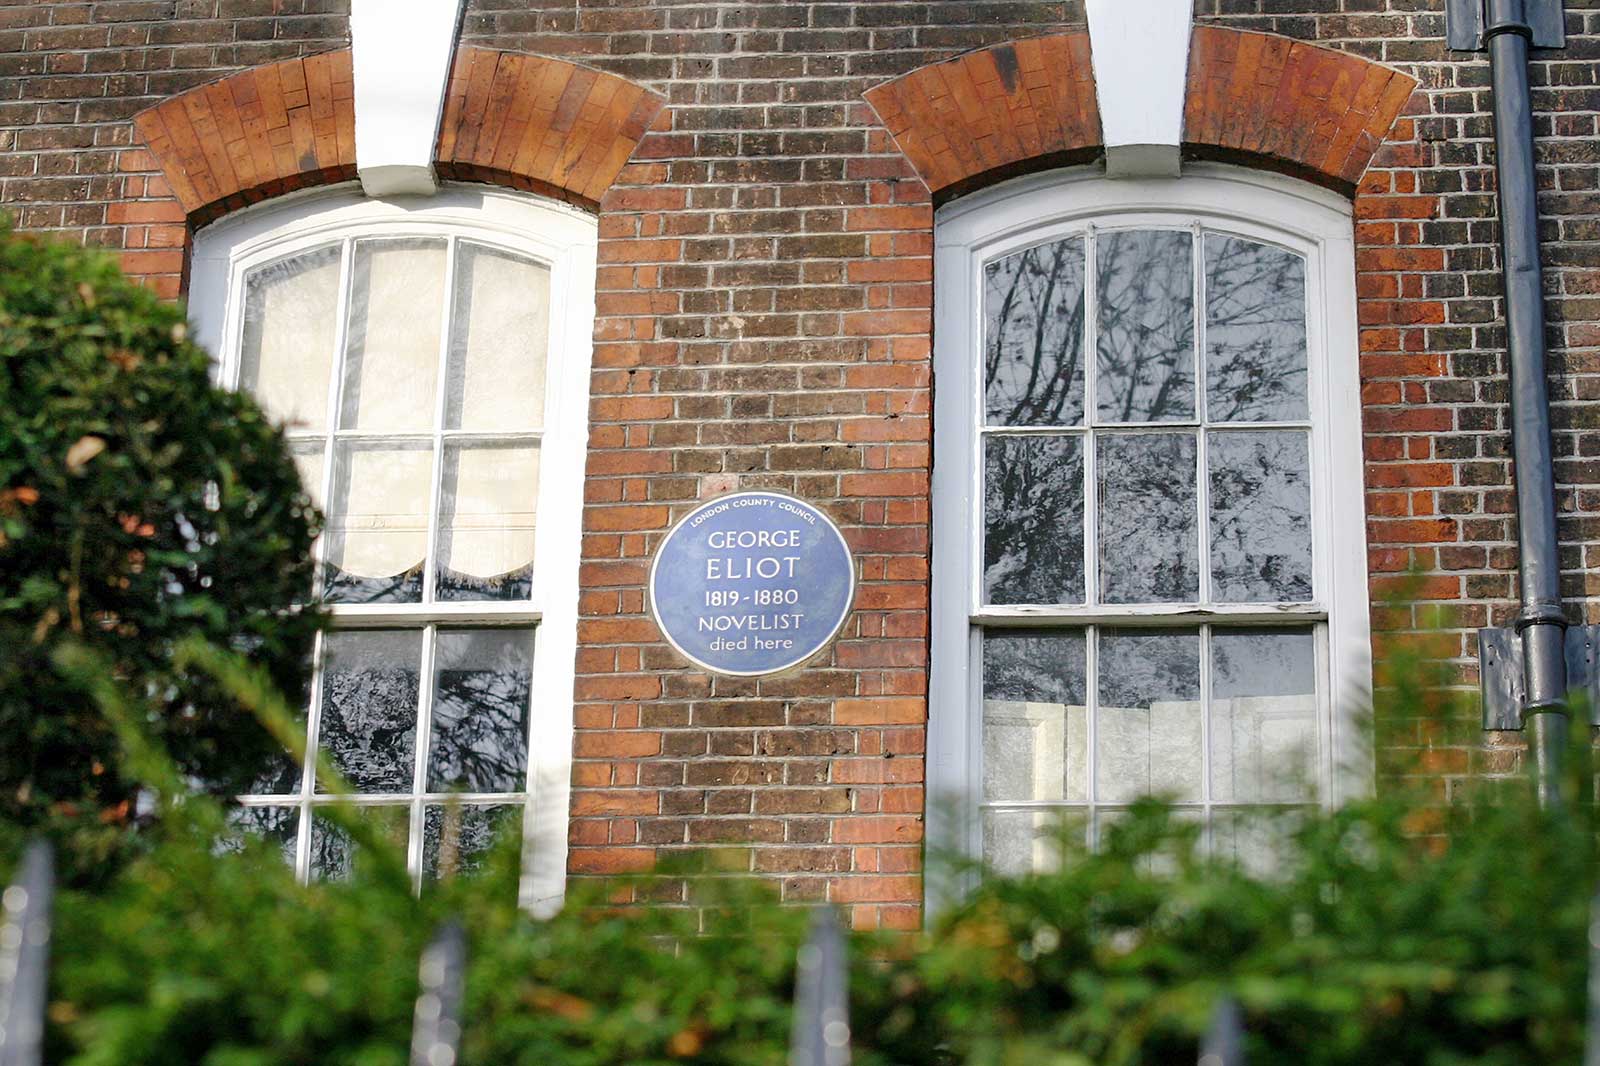 LONDON COUNTY COUNCIL
GEORGE
ELIOT
1819-1880
NOVELIST
died here